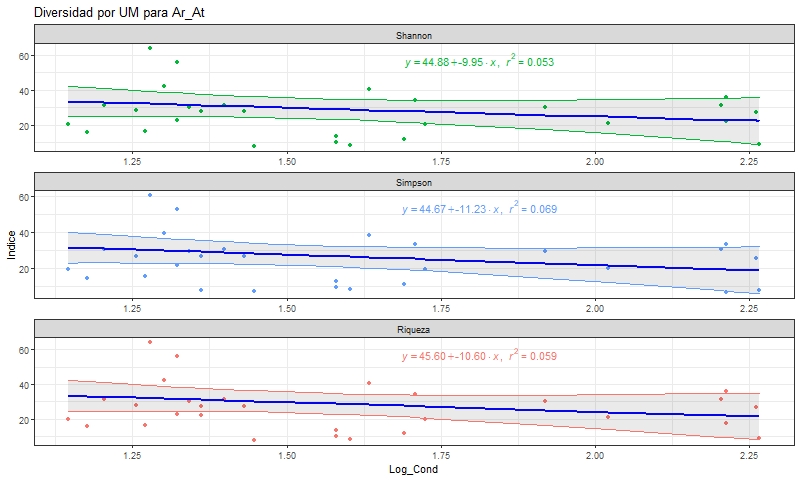 Diversidad por UM para Ar_At
Shannon
y = 44.88 + -9.95 · x, r² = 0.053
60
40
20
1.25 1.50 1.75 2.00 2.25
Simpson
y = 44.67 + -11.23 · x, r² = 0.069
60
40
20
1.25 1.50 1.75 2.00 2.25
Indice
Riqueza
y = 45.60 + -10.60 · x, r² = 0.059
60
40
20
1.25 1.50 1.75 2.00 2.25
Log_Cond